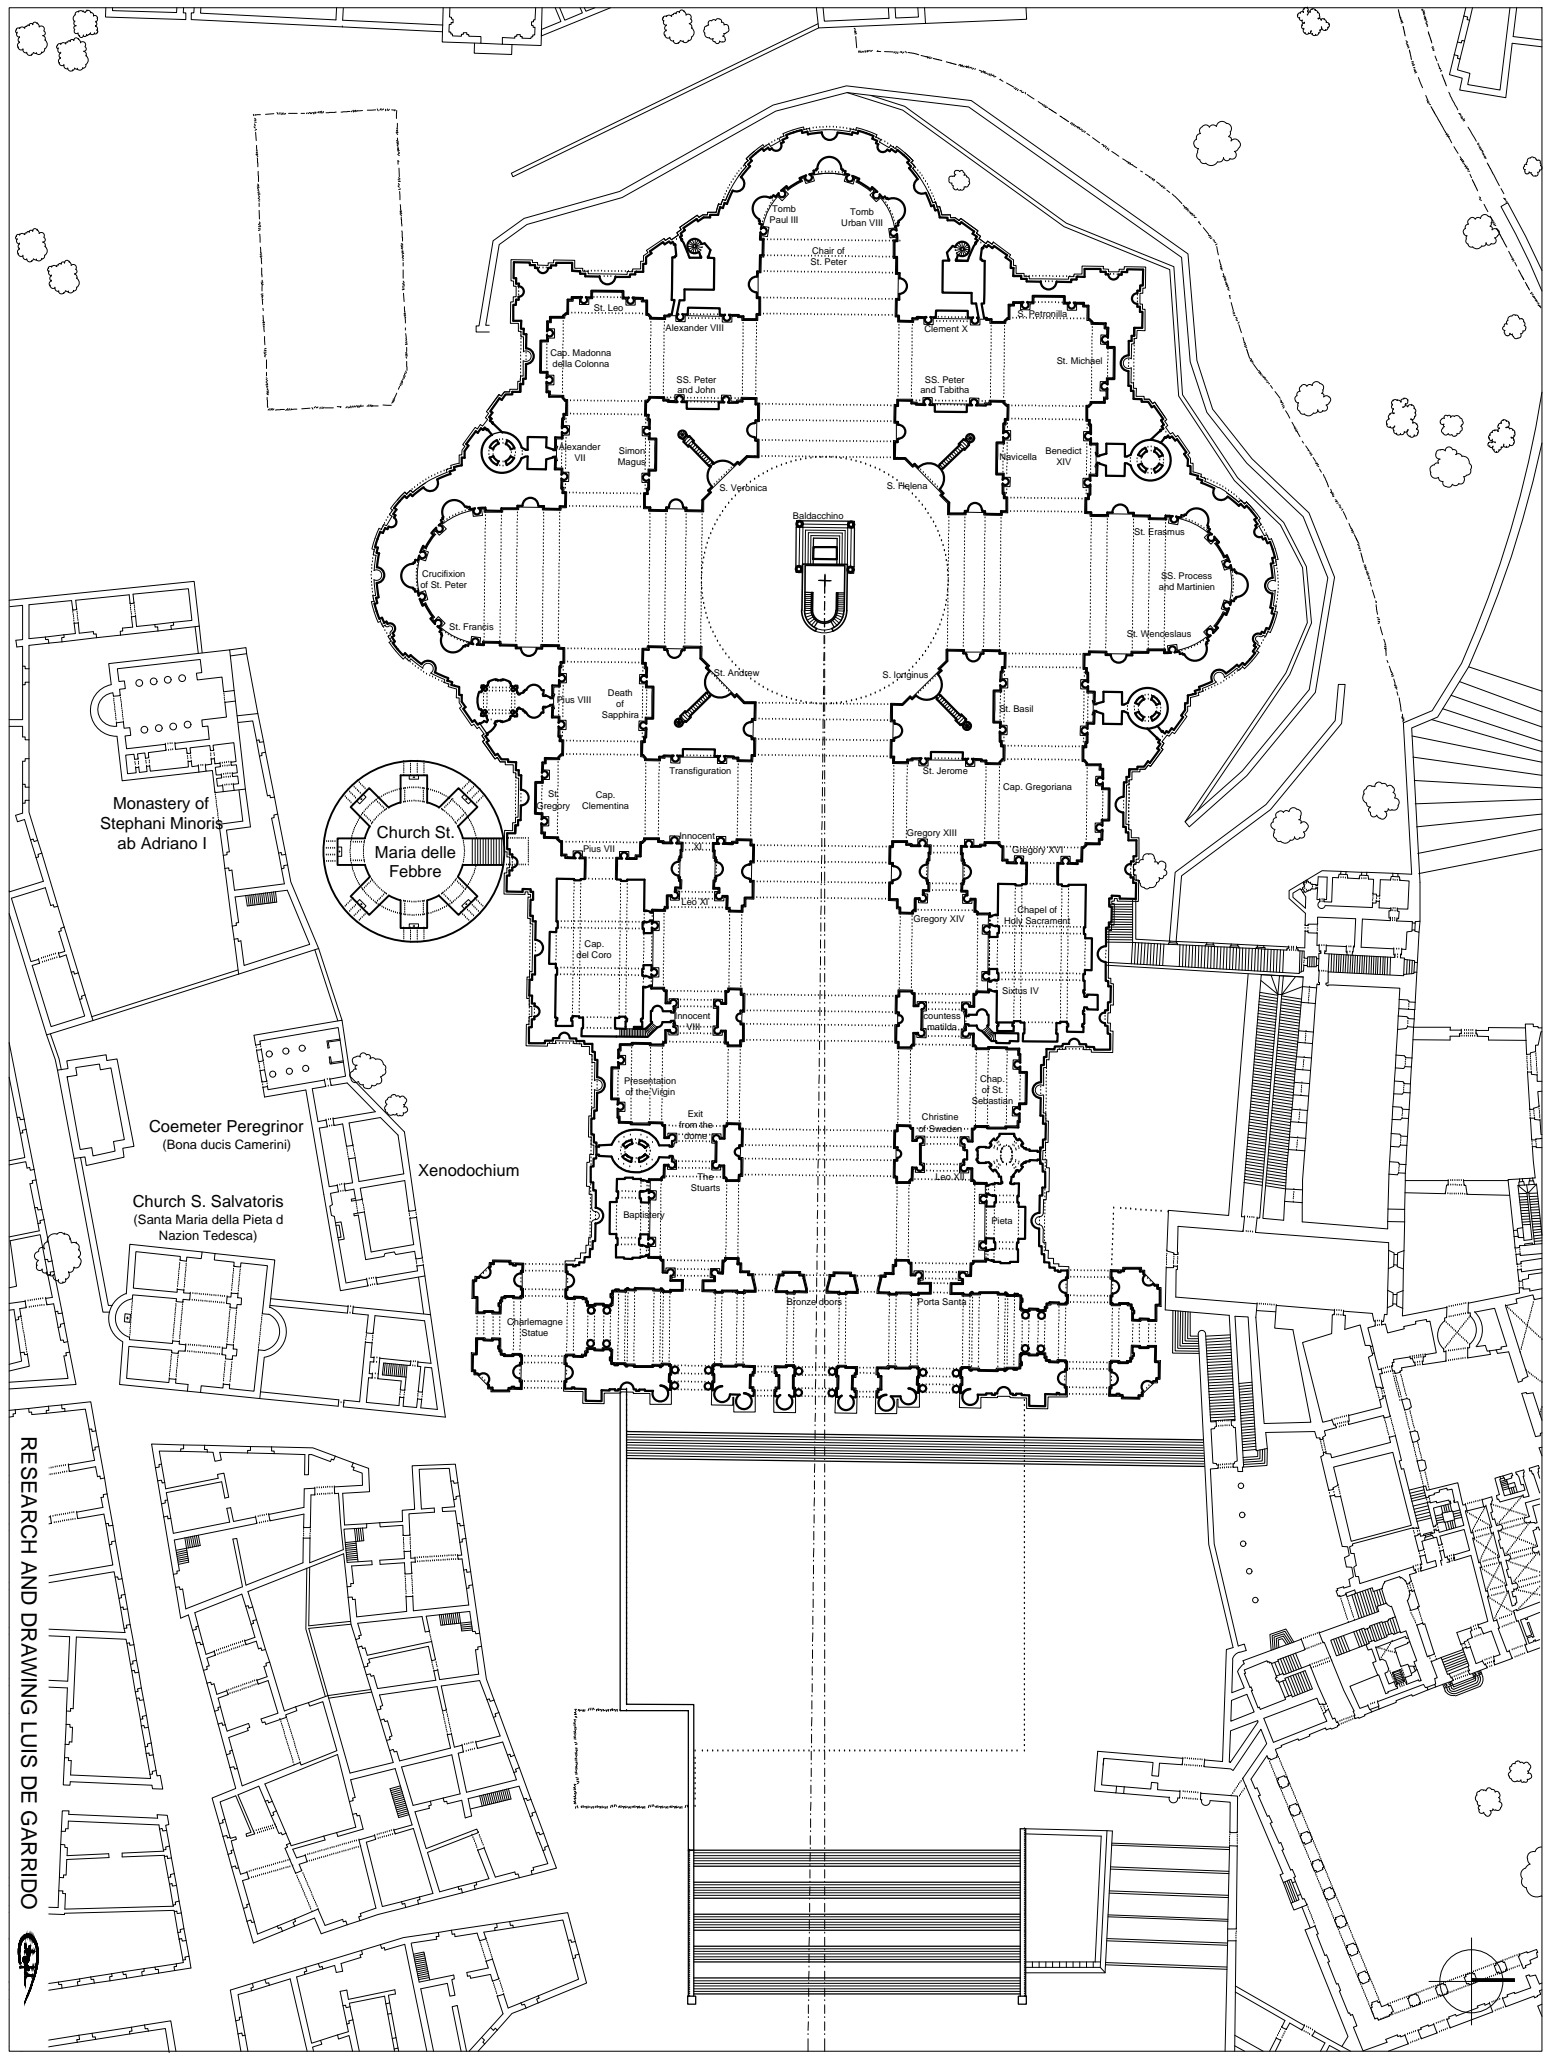 Tomb
Paul III
Tomb
Urban VIII
Chair of
St. Peter
St. Leo
Alexander VIII
Clement X
S. Petronilla
Cap. Madonna
della Colonna
St. Michael
SS. Peter
and John
SS. Peter
and Tabitha
Alexander
VII
Simon
Magus
Navicella
Benedict
XIV
S. Veronica
S. Helena
Baldacchino
St. Erasmus
Crucifixion
of St. Peter
SS. Process
and Martinien
St. Francis
St. Wenceslaus
St. Andrew
S. longinus
Pius VIII
Death
of
Sapphira
St. Basil
Transfiguration
St. Jerome
St.
Gregory
Cap.
Clementina
Cap. Gregoriana
Monastery of
Stephani Minoris
ab Adriano I
Church St.
Maria delle
Febbre
Innocent
XI
Gregory XIII
Pius VII
Gregory XVI
Leo XI
Gregory XIV
Chapel of
Holy Sacrament
Cap.
del Coro
Sixtus IV
Innocent
VIII
countess
matilda
Presentation
of the Virgin
Chap.
of St.
Sebastian
Exit
from the
dome
Christine
of Sweden
Coemeter Peregrinor
(Bona ducis Camerini)
Xenodochium
The
Stuarts
Leo XII
Church S. Salvatoris
(Santa Maria della Pieta d
Nazion Tedesca)
Baptistery
Pieta
Bronze doors
Porta Santa
Charlemagne
Statue
RESEARCH AND DRAWING LUIS DE GARRIDO